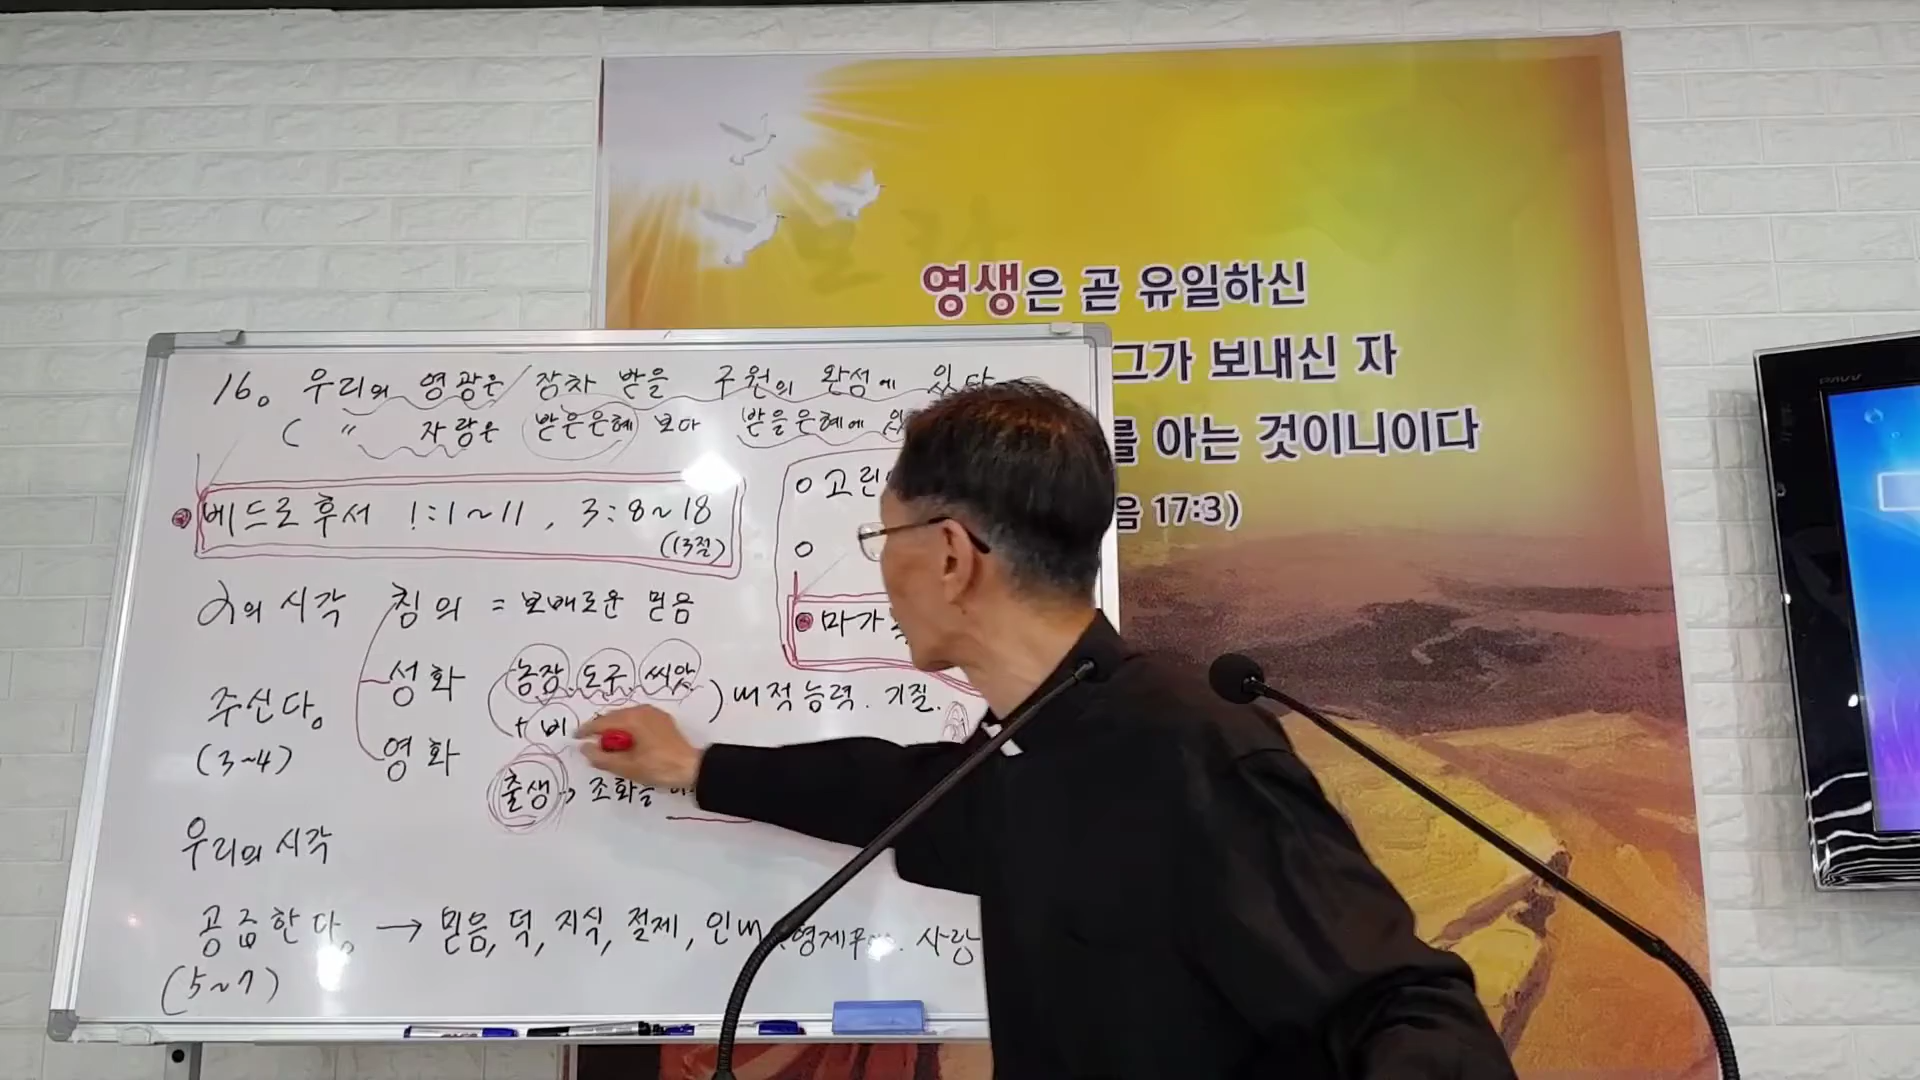 영생은 곧 유일하신
그가 보내신 자
를 아는 것이니이다
음 17:3)
16. 우리의 영광은 장차 받을 구원의 완성에 있다
( 〃 자랑은 받은은혜 보다 받을은혜에
베드로 후서 1:1~11, 3:8~18
(13절)
고린
마가
의 시각 칭의 = 보배로운 믿음
주신다. 성화 (농장 도구 씨앗
+ 비 ) 내적능력. 기질.
(3~4) 영화
출생 → 조화를
우리의 시각
공급한다. → 믿음, 덕, 지식, 절제, 인내 사랑
(5~7)